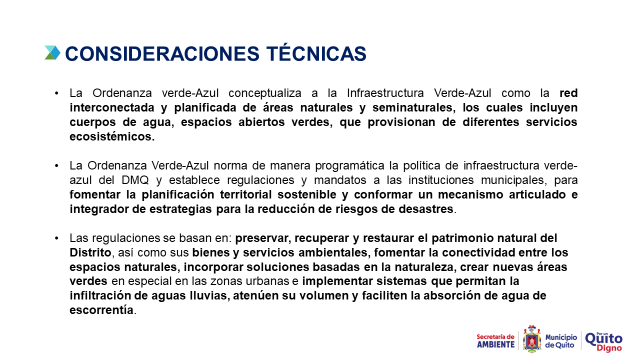 CONSIDERACIONES TÉCNICAS
• La Ordenanza verde-Azul conceptualiza a la Infraestructura Verde-Azul como la red
interconectada y planificada de áreas naturales y seminaturales, los cuales incluyen
cuerpos de agua, espacios abiertos verdes, que provisionan de diferentes servicios
ecosistémicos.
• La Ordenanza Verde-Azul norma de manera programática la política de infraestructura verde-
azul del DMQ y establece regulaciones y mandatos a las instituciones municipales, para
fomentar la planificación territorial sostenible y conformar un mecanismo articulado e
integrador de estrategias para la reducción de riesgos de desastres.
• Las regulaciones se basan en: preservar, recuperar y restaurar el patrimonio natural del
Distrito, así como sus bienes y servicios ambientales, fomentar la conectividad entre los
espacios naturales, incorporar soluciones basadas en la naturaleza, crear nuevas áreas
verdes en especial en las zonas urbanas e implementar sistemas que permitan la
infiltración de aguas lluvias, atenúen su volumen y faciliten la absorción de agua de
escorrentía.
Secretaría de
AMBIENTE
Municipio
de Quito
Por un
Quito
Digno